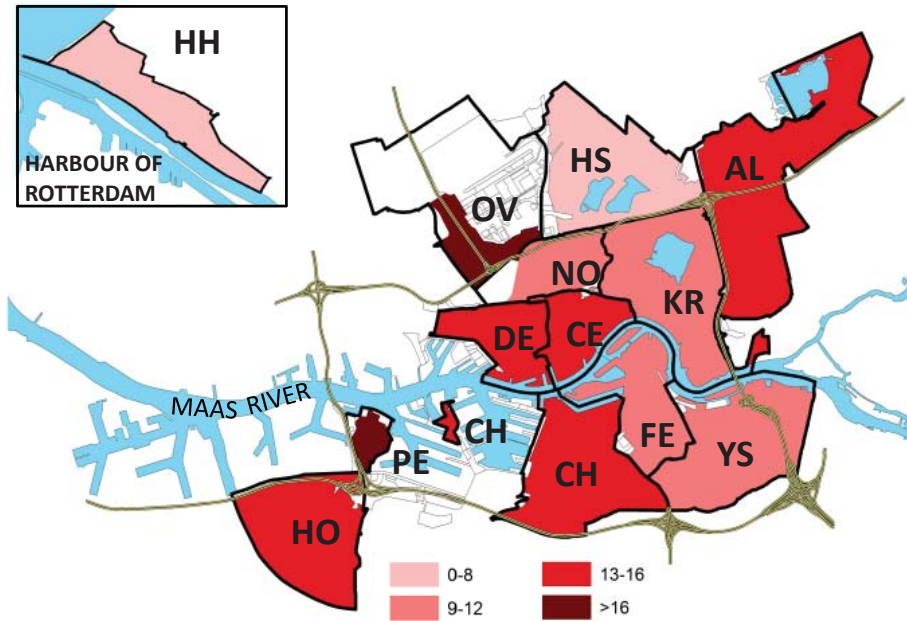 HH
HARBOUR OF
ROTTERDAM
HS
AL
OV
NO
KR
DE
CE
MAAS RIVER
CH
PE
FE
YS
CH
HO
0-8
13-16
9-12
>16